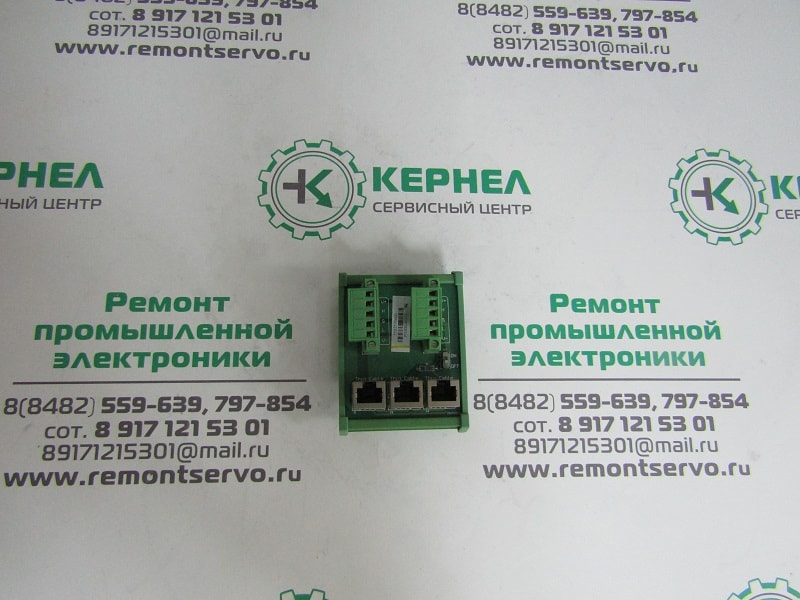 8(8482) 559-639, 797-854
сот. 8 917 121 53 01
89171215301@mail.ru
www.remontservo.ru
8(8482) 559-639, 797-854
сот. 8 917 121 53 01
89171215301@mail.ru
www.remontservo.ru
КЕРНЕЛ
СЕРВИСНЫЙ ЦЕНТР
КЕРНЕЛ
СЕРВИСНЫЙ ЦЕНТР
Ремонт
промышленной
электроники
8(8482) 559-639, 797-854
сот. 8 917 121 53 01
89171215301@mail.ru
www.remontservo.ru
Ремонт
промышленной
электроники
8(8482) 559-639, 797-854
сот. 8 917 121 53 01
89171215301@mail.ru
www.remontservo.ru